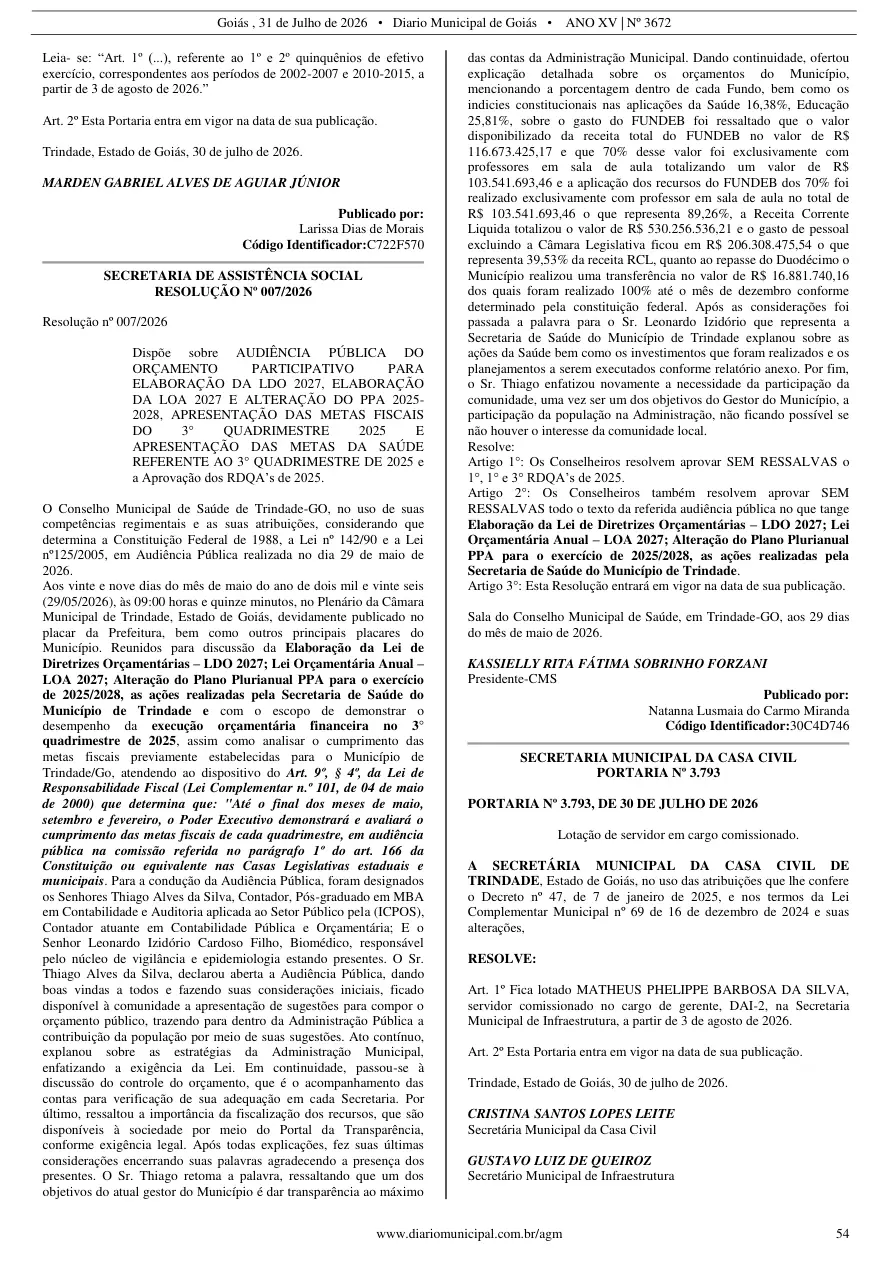 Goiás , 31 de Julho de 2026 • Diario Municipal de Goiás • ANO XV | Nº 3672
Leia- se: “Art. 1º (...), referente ao 1º e 2º quinquênios de efetivo
exercício, correspondentes aos períodos de 2002-2007 e 2010-2015, a
partir de 3 de agosto de 2026.”
Art. 2º Esta Portaria entra em vigor na data de sua publicação.
Trindade, Estado de Goiás, 30 de julho de 2026.
MARDEN GABRIEL ALVES DE AGUIAR JÚNIOR
Publicado por:
Larissa Dias de Morais
Código Identificador:C722F570
SECRETARIA DE ASSISTÊNCIA SOCIAL
RESOLUÇÃO Nº 007/2026
Resolução nº 007/2026
Dispõe sobre AUDIÊNCIA PÚBLICA DO
ORÇAMENTO PARTICIPATIVO PARA
ELABORAÇÃO DA LDO 2027, ELABORAÇÃO
DA LOA 2027 E ALTERAÇÃO DO PPA 2025-
2028, APRESENTAÇÃO DAS METAS FISCAIS
DO 3° QUADRIMESTRE 2025 E
APRESENTAÇÃO DAS METAS DA SAÚDE
REFERENTE AO 3° QUADRIMESTRE DE 2025 e
a Aprovação dos RDQA’s de 2025.
O Conselho Municipal de Saúde de Trindade-GO, no uso de suas
competências regimentais e as suas atribuições, considerando que
determina a Constituição Federal de 1988, a Lei nº 142/90 e a Lei
nº125/2005, em Audiência Pública realizada no dia 29 de maio de
2026.
Aos vinte e nove dias do mês de maio do ano de dois mil e vinte seis
(29/05/2026), às 09:00 horas e quinze minutos, no Plenário da Câmara
Municipal de Trindade, Estado de Goiás, devidamente publicado no
placar da Prefeitura, bem como outros principais placares do
Município. Reunidos para discussão da Elaboração da Lei de
Diretrizes Orçamentárias – LDO 2027; Lei Orçamentária Anual –
LOA 2027; Alteração do Plano Plurianual PPA para o exercício
de 2025/2028, as ações realizadas pela Secretaria de Saúde do
Município de Trindade e com o escopo de demonstrar o
desempenho da execução orçamentária financeira no 3°
quadrimestre de 2025, assim como analisar o cumprimento das
metas fiscais previamente estabelecidas para o Município de
Trindade/Go, atendendo ao dispositivo do Art. 9º, § 4º, da Lei de
Responsabilidade Fiscal (Lei Complementar n.º 101, de 04 de maio
de 2000) que determina que: "Até o final dos meses de maio,
setembro e fevereiro, o Poder Executivo demonstrará e avaliará o
cumprimento das metas fiscais de cada quadrimestre, em audiência
pública na comissão referida no parágrafo 1º do art. 166 da
Constituição ou equivalente nas Casas Legislativas estaduais e
municipais. Para a condução da Audiência Pública, foram designados
os Senhores Thiago Alves da Silva, Contador, Pós-graduado em MBA
em Contabilidade e Auditoria aplicada ao Setor Público pela (ICPOS),
Contador atuante em Contabilidade Pública e Orçamentária; E o
Senhor Leonardo Izidório Cardoso Filho, Biomédico, responsável
pelo núcleo de vigilância e epidemiologia estando presentes. O Sr.
Thiago Alves da Silva, declarou aberta a Audiência Pública, dando
boas vindas a todos e fazendo suas considerações iniciais, ficado
disponível à comunidade a apresentação de sugestões para compor o
orçamento público, trazendo para dentro da Administração Pública a
contribuição da população por meio de suas sugestões. Ato contínuo,
explanou sobre as estratégias da Administração Municipal,
enfatizando a exigência da Lei. Em continuidade, passou-se à
discussão do controle do orçamento, que é o acompanhamento das
contas para verificação de sua adequação em cada Secretaria. Por
último, ressaltou a importância da fiscalização dos recursos, que são
disponíveis à sociedade por meio do Portal da Transparência,
conforme exigência legal. Após todas explicações, fez suas últimas
considerações encerrando suas palavras agradecendo a presença dos
presentes. O Sr. Thiago retoma a palavra, ressaltando que um dos
objetivos do atual gestor do Município é dar transparência ao máximo
das contas da Administração Municipal. Dando continuidade, ofertou
explicação detalhada sobre os orçamentos do Município,
mencionando a porcentagem dentro de cada Fundo, bem como os
indicies constitucionais nas aplicações da Saúde 16,38%, Educação
25,81%, sobre o gasto do FUNDEB foi ressaltado que o valor
disponibilizado da receita total do FUNDEB no valor de R$
116.673.425,17 e que 70% desse valor foi exclusivamente com
professores em sala de aula totalizando um valor de R$
103.541.693,46 e a aplicação dos recursos do FUNDEB dos 70% foi
realizado exclusivamente com professor em sala de aula no total de
R$ 103.541.693,46 o que representa 89,26%, a Receita Corrente
Liquida totalizou o valor de R$ 530.256.536,21 e o gasto de pessoal
excluindo a Câmara Legislativa ficou em R$ 206.308.475,54 o que
representa 39,53% da receita RCL, quanto ao repasse do Duodécimo o
Município realizou uma transferência no valor de R$ 16.881.740,16
dos quais foram realizado 100% até o mês de dezembro conforme
determinado pela constituição federal. Após as considerações foi
passada a palavra para o Sr. Leonardo Izidório que representa a
Secretaria de Saúde do Município de Trindade explanou sobre as
ações da Saúde bem como os investimentos que foram realizados e os
planejamentos a serem executados conforme relatório anexo. Por fim,
o Sr. Thiago enfatizou novamente a necessidade da participação da
comunidade, uma vez ser um dos objetivos do Gestor do Município, a
participação da população na Administração, não ficando possível se
não houver o interesse da comunidade local.
Resolve:
Artigo 1°: Os Conselheiros resolvem aprovar SEM RESSALVAS o
1°, 1° e 3° RDQA’s de 2025.
Artigo 2°: Os Conselheiros também resolvem aprovar SEM
RESSALVAS todo o texto da referida audiência pública no que tange
Elaboração da Lei de Diretrizes Orçamentárias – LDO 2027; Lei
Orçamentária Anual – LOA 2027; Alteração do Plano Plurianual
PPA para o exercício de 2025/2028, as ações realizadas pela
Secretaria de Saúde do Município de Trindade.
Artigo 3°: Esta Resolução entrará em vigor na data de sua publicação.
Sala do Conselho Municipal de Saúde, em Trindade-GO, aos 29 dias
do mês de maio de 2026.
KASSIELLY RITA FÁTIMA SOBRINHO FORZANI
Presidente-CMS
Publicado por:
Natanna Lusmaia do Carmo Miranda
Código Identificador:30C4D746
SECRETARIA MUNICIPAL DA CASA CIVIL
PORTARIA Nº 3.793
PORTARIA Nº 3.793, DE 30 DE JULHO DE 2026
Lotação de servidor em cargo comissionado.
A SECRETÁRIA MUNICIPAL DA CASA CIVIL DE
TRINDADE, Estado de Goiás, no uso das atribuições que lhe confere
o Decreto nº 47, de 7 de janeiro de 2025, e nos termos da Lei
Complementar Municipal nº 69 de 16 de dezembro de 2024 e suas
alterações,
RESOLVE:
Art. 1º Fica lotado MATHEUS PHELIPPE BARBOSA DA SILVA,
servidor comissionado no cargo de gerente, DAI-2, na Secretaria
Municipal de Infraestrutura, a partir de 3 de agosto de 2026.
Art. 2º Esta Portaria entra em vigor na data de sua publicação.
Trindade, Estado de Goiás, 30 de julho de 2026.
CRISTINA SANTOS LOPES LEITE
Secretária Municipal da Casa Civil
GUSTAVO LUIZ DE QUEIROZ
Secretário Municipal de Infraestrutura
www.diariomunicipal.com.br/agm 54